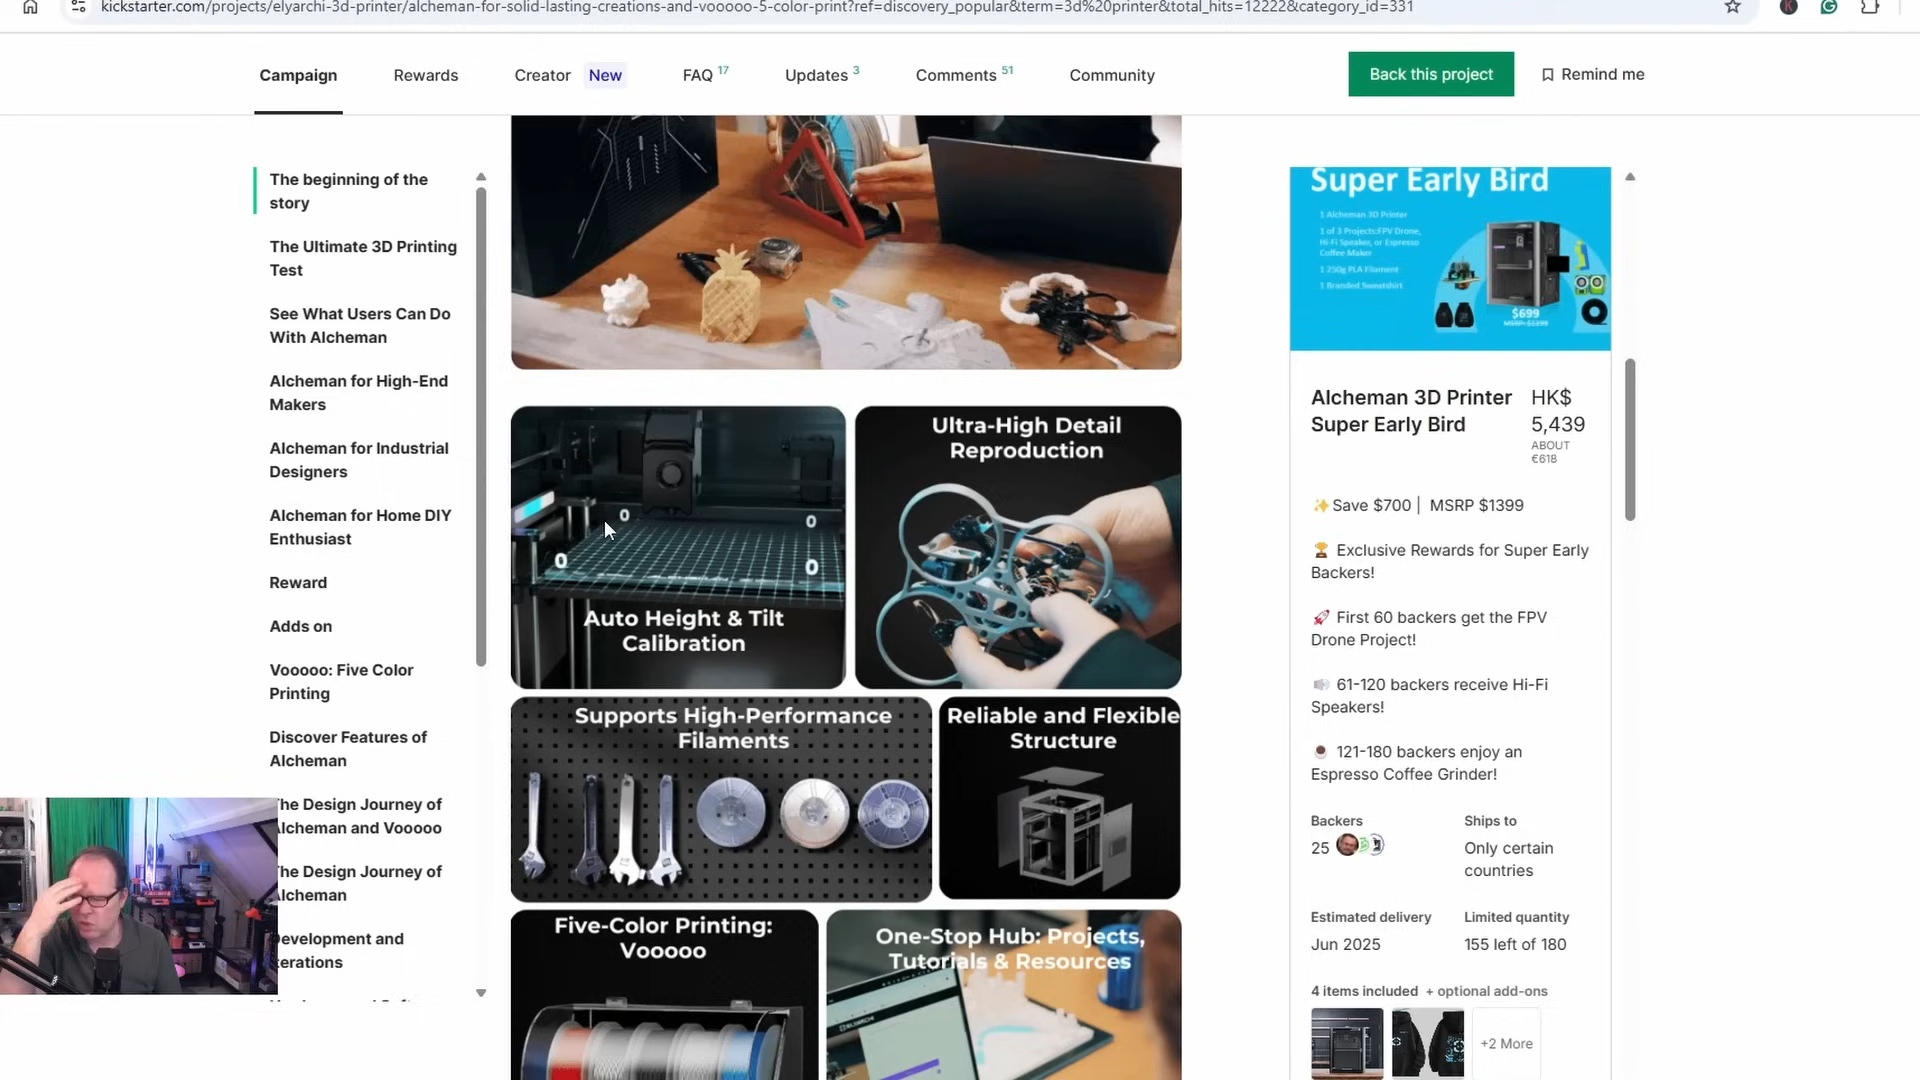 kickstarter.com/projects/elyarchi-3d-printer/alcheman-for-solid-lasting-creations-and-vooooo-5-color-print?ref=discovery_popular&term=3d%20printer&total_hits=12222&category_id=331
Campaign
Rewards
Creator New
FAQ 17
Updates 3
Comments 51
Community
Back this project
Remind me
The beginning of the
story
The Ultimate 3D Printing
Test
See What Users Can Do
With Alcheman
Alcheman for High-End
Makers
Alcheman for Industrial
Designers
Alcheman for Home DIY
Enthusiast
Reward
Adds on
Vooooo: Five Color
Printing
Discover Features of
Alcheman
The Design Journey of
Alcheman and Vooooo
The Design Journey of
Alcheman
Development and
Iterations
0
0
0
0
Auto Height & Tilt
Calibration
Ultra-High Detail
Reproduction
Supports High-Performance
Filaments
Reliable and Flexible
Structure
Five-Color Printing:
Vooooo
One-Stop Hub: Projects,
Tutorials & Resources
Super Early Bird
1 Alcheman 3D Printer
1 of 3 Projects:FPV Drone,
Hi-Fi Speaker, or Espresso
Coffee Maker
1 250g PLA Filament
1 Branded Sweatshirt
$699
MSRP: $1399
Alcheman 3D Printer
Super Early Bird
HK$
5,439
ABOUT
€618
Save $700 | MSRP $1399
Exclusive Rewards for Super Early
Backers!
First 60 backers get the FPV
Drone Project!
61-120 backers receive Hi-Fi
Speakers!
121-180 backers enjoy an
Espresso Coffee Grinder!
Backers
25
Ships to
Only certain
countries
Estimated delivery
Jun 2025
Limited quantity
155 left of 180
4 items included + optional add-ons
+2 More